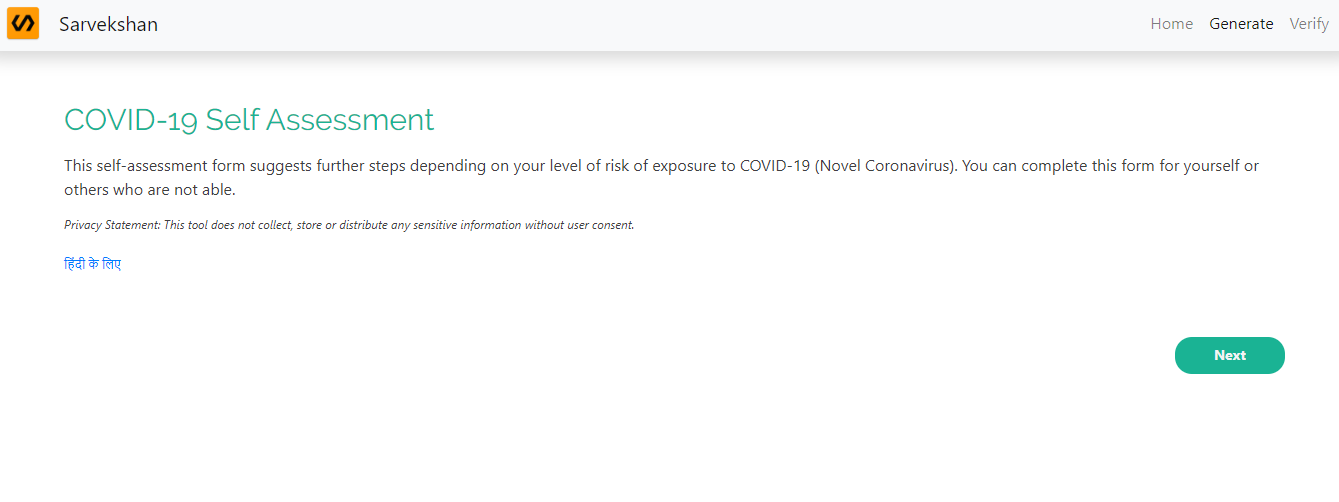 Sarvekshan
Home Generate Verify
COVID-19 Self Assessment
This self-assessment form suggests further steps depending on your level of risk of exposure to COVID-19 (Novel Coronavirus). You can complete this form for yourself or
others who are not able.
Privacy Statement: This tool does not collect, store or distribute any sensitive information without user consent.
हिंदी के लिए
Next